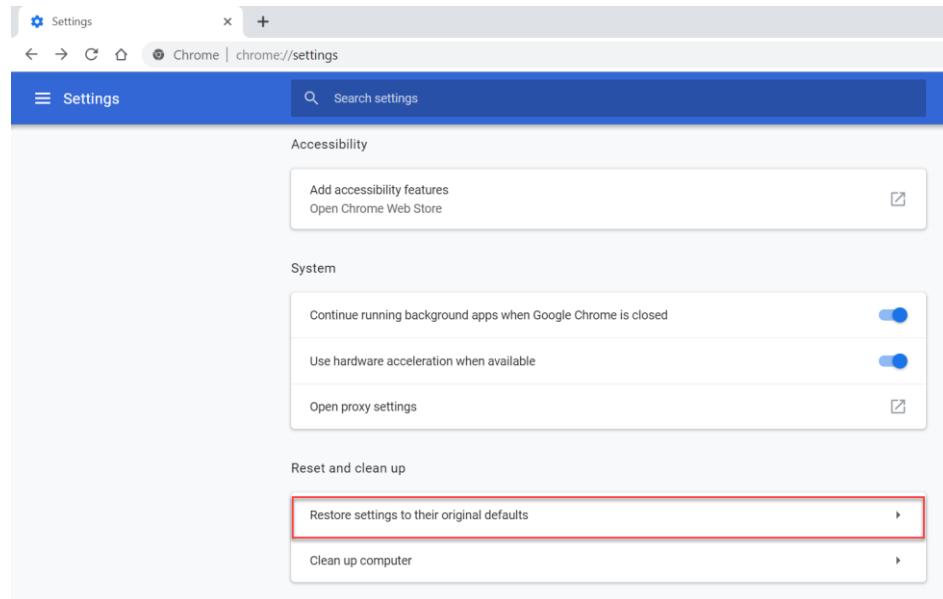 Settings
Chrome | chrome://settings
Settings
Search settings
Accessibility
Add accessibility features
Open Chrome Web Store
System
Continue running background apps when Google Chrome is closed
Use hardware acceleration when available
Open proxy settings
Reset and clean up
Restore settings to their original defaults
Clean up computer